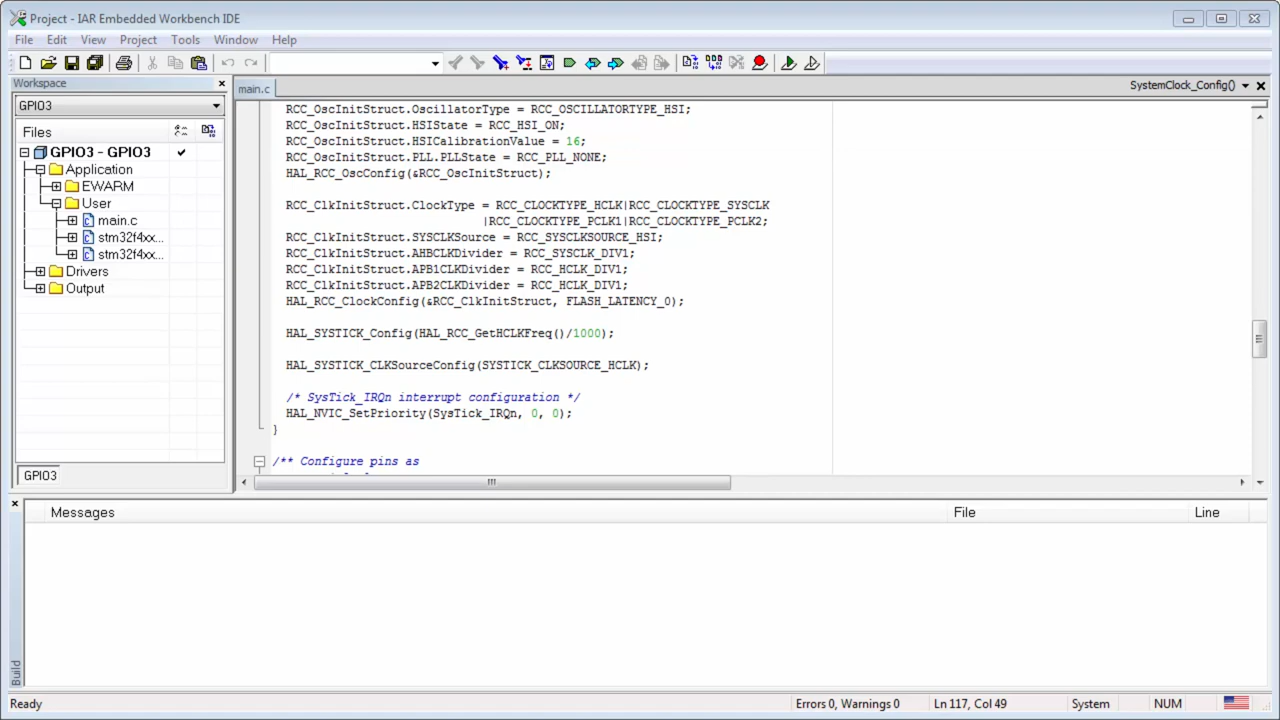 Project - IAR Embedded Workbench IDE
File Edit View Project Tools Window Help
Workspace
main.c
SystemClock_Config()
GPIO3
Files
GPIO3 - GPIO3
Application
EWARM
User
main.c
stm32f4xx...
stm32f4xx...
Drivers
Output
GPIO3
RCC_OscInitStruct.OscillatorType = RCC_OSCILLATORTYPE_HSI;
RCC_OscInitStruct.HSIState = RCC_HSI_ON;
RCC_OscInitStruct.HSICalibrationValue = 16;
RCC_OscInitStruct.PLL.PLLState = RCC_PLL_NONE;
HAL_RCC_OscConfig(&RCC_OscInitStruct);
RCC_ClkInitStruct.ClockType = RCC_CLOCKTYPE_HCLK|RCC_CLOCKTYPE_SYSCLK
|RCC_CLOCKTYPE_PCLK1|RCC_CLOCKTYPE_PCLK2;
RCC_ClkInitStruct.SYSCLKSource = RCC_SYSCLKSOURCE_HSI;
RCC_ClkInitStruct.AHBCLKDivider = RCC_SYSCLK_DIV1;
RCC_ClkInitStruct.APB1CLKDivider = RCC_HCLK_DIV1;
RCC_ClkInitStruct.APB2CLKDivider = RCC_HCLK_DIV1;
HAL_RCC_ClockConfig(&RCC_ClkInitStruct, FLASH_LATENCY_0);
HAL_SYSTICK_Config(HAL_RCC_GetHCLKFreq()/1000);
HAL_SYSTICK_CLKSourceConfig(SYSTICK_CLKSOURCE_HCLK);
/* SysTick_IRQn interrupt configuration */
HAL_NVIC_SetPriority(SysTick_IRQn, 0, 0);
}
/** Configure pins as
Messages File Line
Build
Ready Errors 0, Warnings 0 Ln 117, Col 49 System NUM